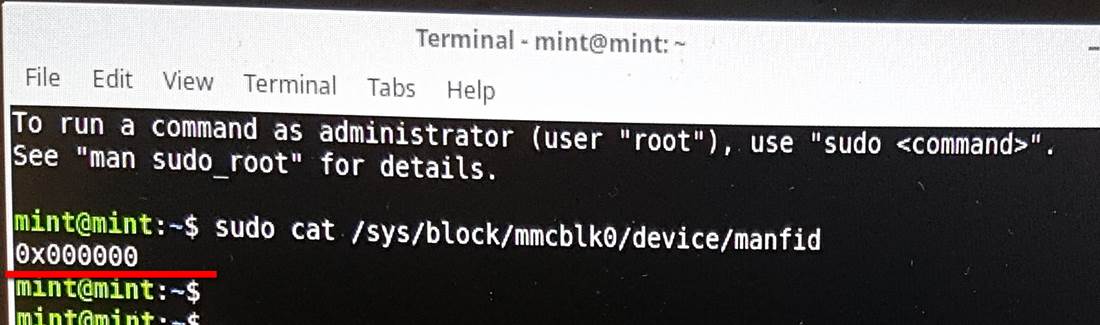 Terminal - mint@mint: ~
File Edit View Terminal Tabs Help
To run a command as administrator (user "root"), use "sudo <command>".
See "man sudo_root" for details.
mint@mint:~$ sudo cat /sys/block/mmcblk0/device/manfid
0x000000
mint@mint:~$
mint@mint:~$